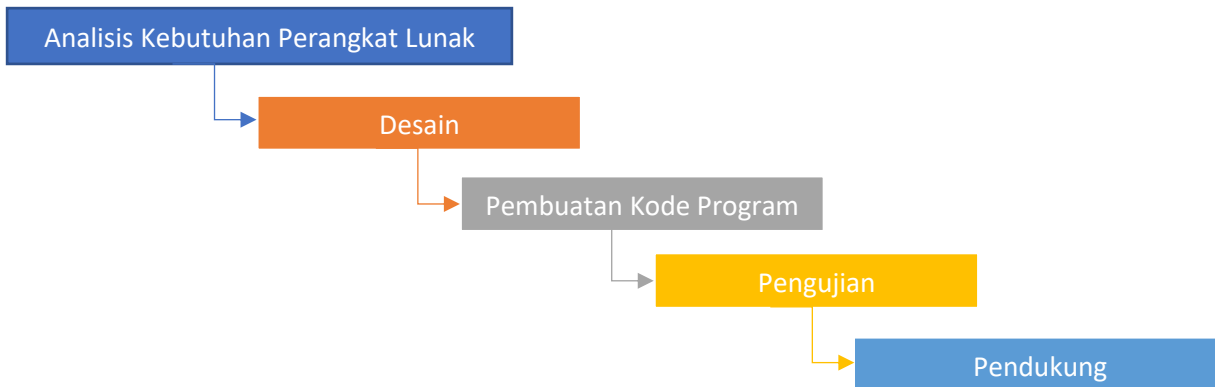 Analisis Kebutuhan Perangkat Lunak
Desain
Pembuatan Kode Program
Pengujian
Pendukung